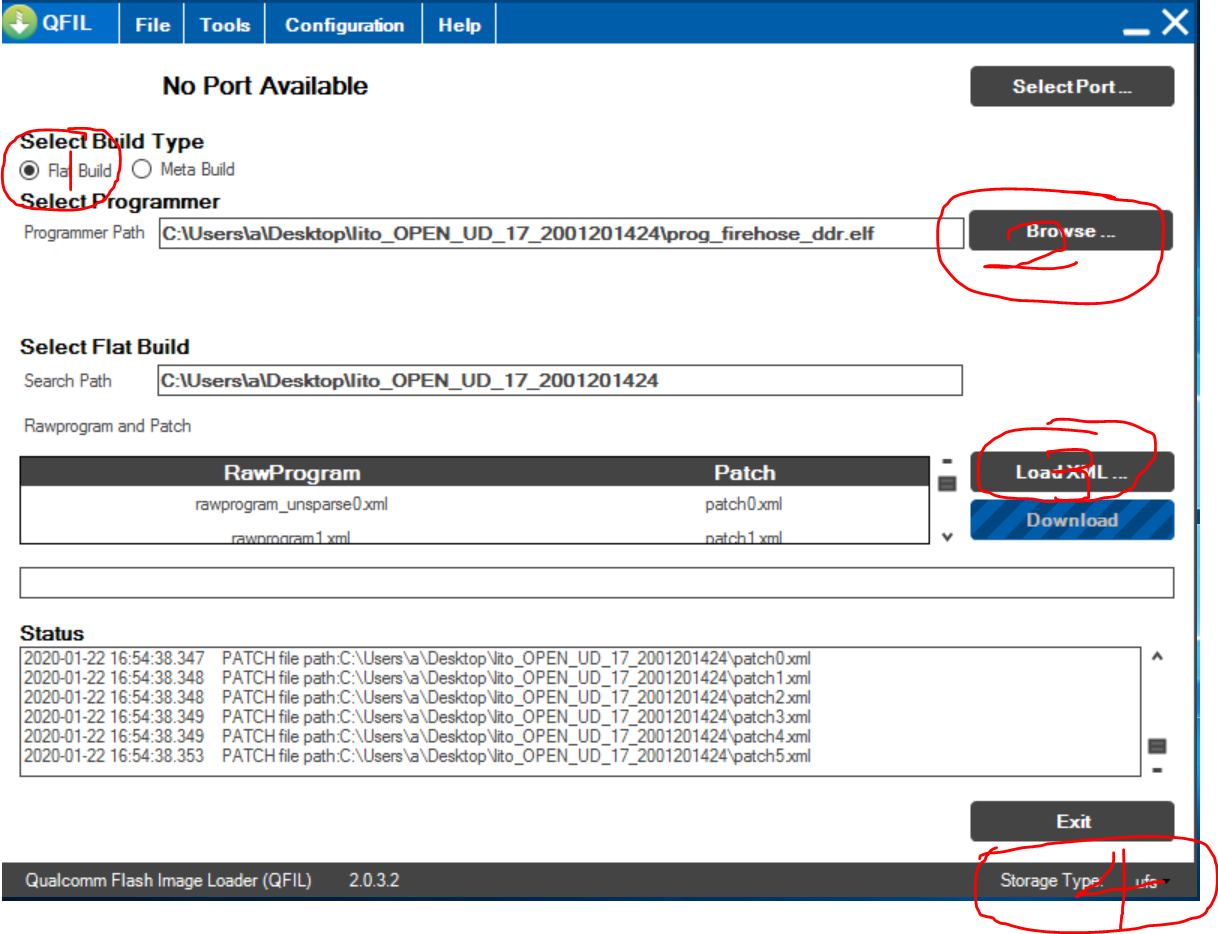 QFIL File Tools Configuration Help
No Port Available
Select Port ...
Select Build Type
Flat Build Meta Build
1
Select Programmer
Programmer Path C:\Users\a\Desktop\lito_OPEN_UD_17_2001201424\prog_firehose_ddr.elf Browse ...
2
Select Flat Build
Search Path C:\Users\a\Desktop\lito_OPEN_UD_17_2001201424
Rawprogram and Patch
RawProgram Patch
rawprogram_unsparse0.xml patch0.xml
rawprogram1.xml patch1.xml
Load XML ...
3
Download
Status
2020-01-22 16:54:38.347 PATCH file path:C:\Users\a\Desktop\lito_OPEN_UD_17_2001201424\patch0.xml
2020-01-22 16:54:38.348 PATCH file path:C:\Users\a\Desktop\lito_OPEN_UD_17_2001201424\patch1.xml
2020-01-22 16:54:38.348 PATCH file path:C:\Users\a\Desktop\lito_OPEN_UD_17_2001201424\patch2.xml
2020-01-22 16:54:38.349 PATCH file path:C:\Users\a\Desktop\lito_OPEN_UD_17_2001201424\patch3.xml
2020-01-22 16:54:38.349 PATCH file path:C:\Users\a\Desktop\lito_OPEN_UD_17_2001201424\patch4.xml
2020-01-22 16:54:38.353 PATCH file path:C:\Users\a\Desktop\lito_OPEN_UD_17_2001201424\patch5.xml
Exit
Qualcomm Flash Image Loader (QFIL) 2.0.3.2 Storage Type: ufs
4